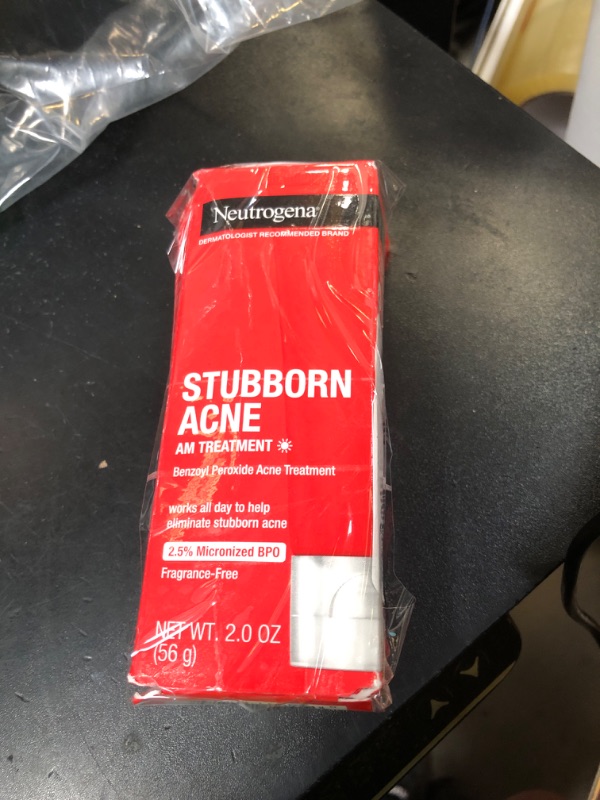 Neutrogena
DERMATOLOGIST RECOMMENDED BRAND
STUBBORN
ACNE
AM TREATMENT
Benzoyl Peroxide Acne Treatment
works all day to help
eliminate stubborn acne
2.5% Micronized BPO
Fragrance-Free
NET WT. 2.0 OZ
(56 g)